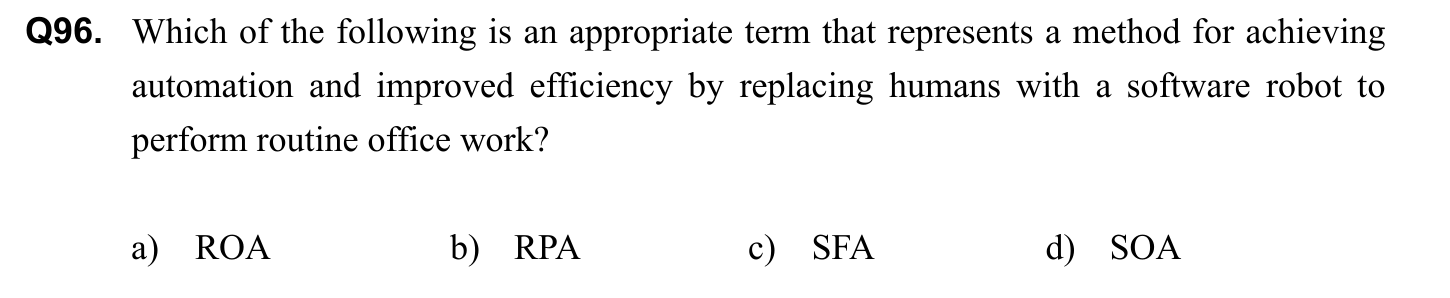 Q96. Which of the following is an appropriate term that represents a method for achieving
automation and improved efficiency by replacing humans with a software robot to
perform routine office work?
a) ROA b) RPA c) SFA d) SOA